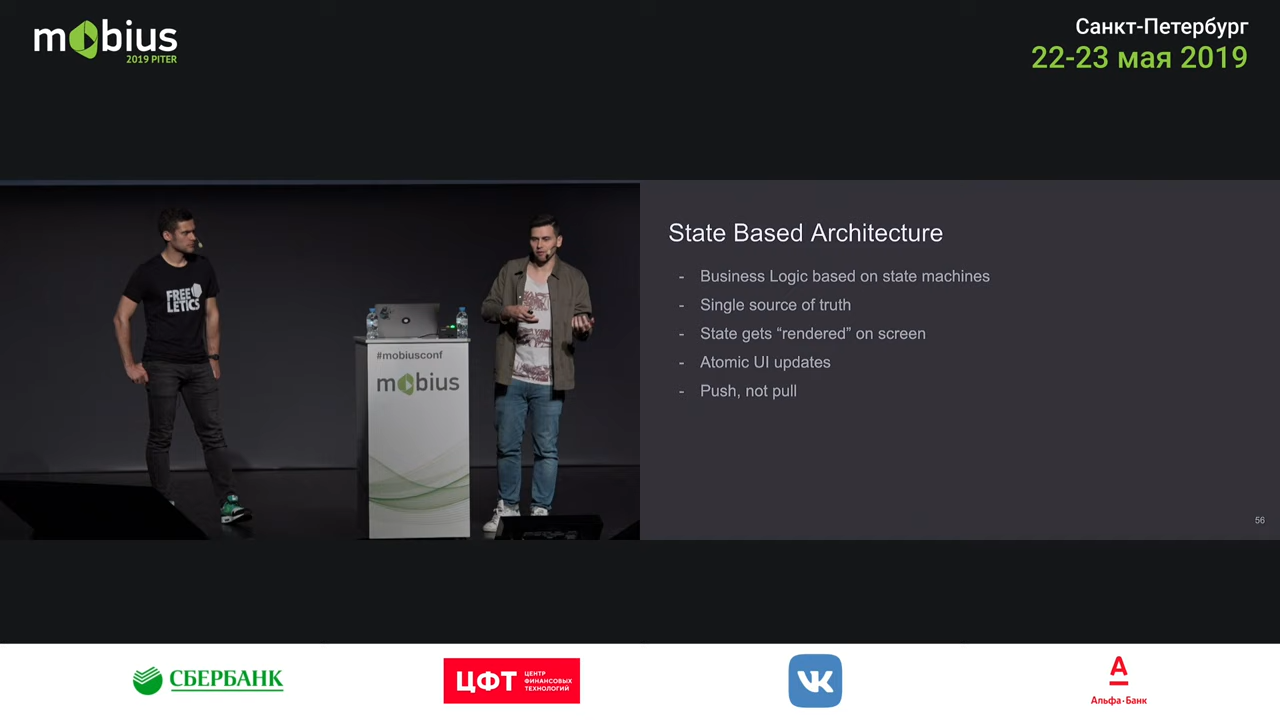 mobius
2019 PITER
Санкт-Петербург
22-23 мая 2019
FREE
LETICS
#mobiusconf
mobius
State Based Architecture
- Business Logic based on state machines
- Single source of truth
- State gets “rendered” on screen
- Atomic UI updates
- Push, not pull
56
СБЕРБАНК
ЦФТ ЦЕНТР
ФИНАНСОВЫХ
ТЕХНОЛОГИЙ
VK
А
Альфа·Банк